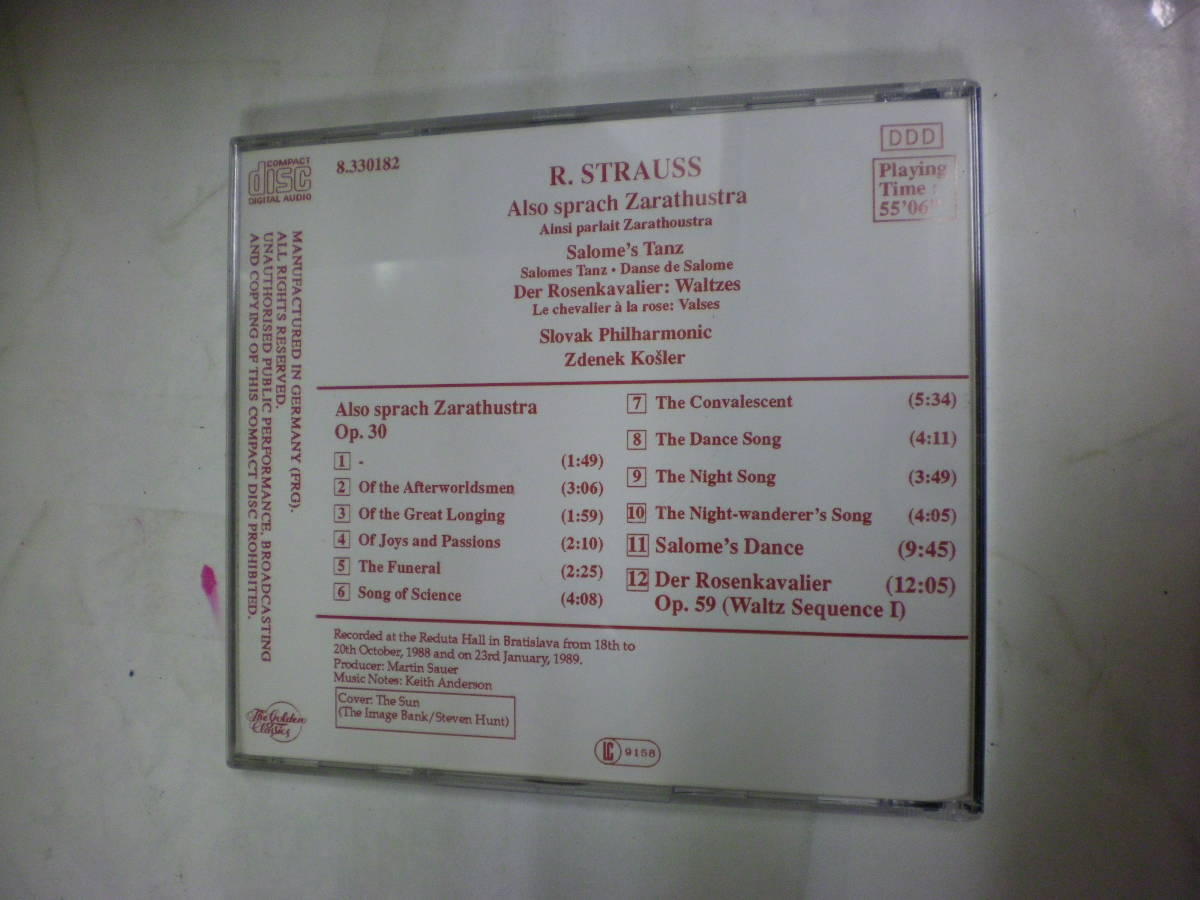 COMPACT
disc
DIGITAL AUDIO
8.330182
DDD
Playing
Time :
55'06"
R. STRAUSS
Also sprach Zarathustra
Ainsi parlait Zarathoustra
Salome's Tanz
Salomes Tanz • Danse de Salome
Der Rosenkavalier: Waltzes
Le chevalier à la rose: Valses
Slovak Philharmonic
Zdenek Košler
MANUFACTURED IN GERMANY (FRG).
ALL RIGHTS RESERVED.
UNAUTHORISED PUBLIC PERFORMANCE, BROADCASTING
AND COPYING OF THIS COMPACT DISC PROHIBITED.
Also sprach Zarathustra
Op. 30
1 - (1:49)
2 Of the Afterworldsmen (3:06)
3 Of the Great Longing (1:59)
4 Of Joys and Passions (2:10)
5 The Funeral (2:25)
6 Song of Science (4:08)
7 The Convalescent (5:34)
8 The Dance Song (4:11)
9 The Night Song (3:49)
10 The Night-wanderer's Song (4:05)
11 Salome's Dance (9:45)
12 Der Rosenkavalier (12:05)
Op. 59 (Waltz Sequence I)
Recorded at the Reduta Hall in Bratislava from 18th to
20th October, 1988 and on 23rd January, 1989.
Producer: Martin Sauer
Music Notes: Keith Anderson
Cover: The Sun
(The Image Bank/Steven Hunt)
The Golden
Classics
LC 9158